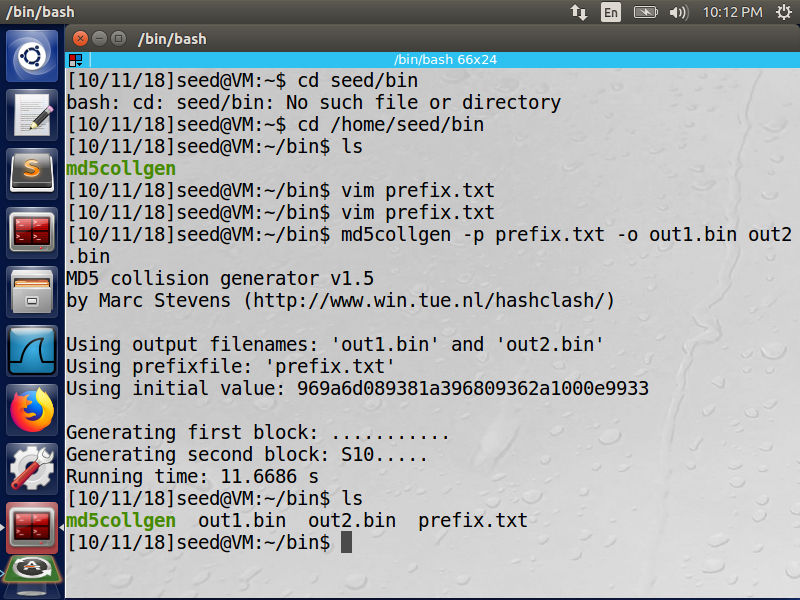 /bin/bash
En
10:12 PM
/bin/bash
/bin/bash 66x24
[10/11/18]seed@VM:~$ cd seed/bin
bash: cd: seed/bin: No such file or directory
[10/11/18]seed@VM:~$ cd /home/seed/bin
[10/11/18]seed@VM:~/bin$ ls
md5collgen
[10/11/18]seed@VM:~/bin$ vim prefix.txt
[10/11/18]seed@VM:~/bin$ vim prefix.txt
[10/11/18]seed@VM:~/bin$ md5collgen -p prefix.txt -o out1.bin out2
.bin
MD5 collision generator v1.5
by Marc Stevens (http://www.win.tue.nl/hashclash/)
Using output filenames: 'out1.bin' and 'out2.bin'
Using prefixfile: 'prefix.txt'
Using initial value: 969a6d089381a396809362a1000e9933
Generating first block: ...........
Generating second block: S10.....
Running time: 11.6686 s
[10/11/18]seed@VM:~/bin$ ls
md5collgen  out1.bin  out2.bin  prefix.txt
[10/11/18]seed@VM:~/bin$